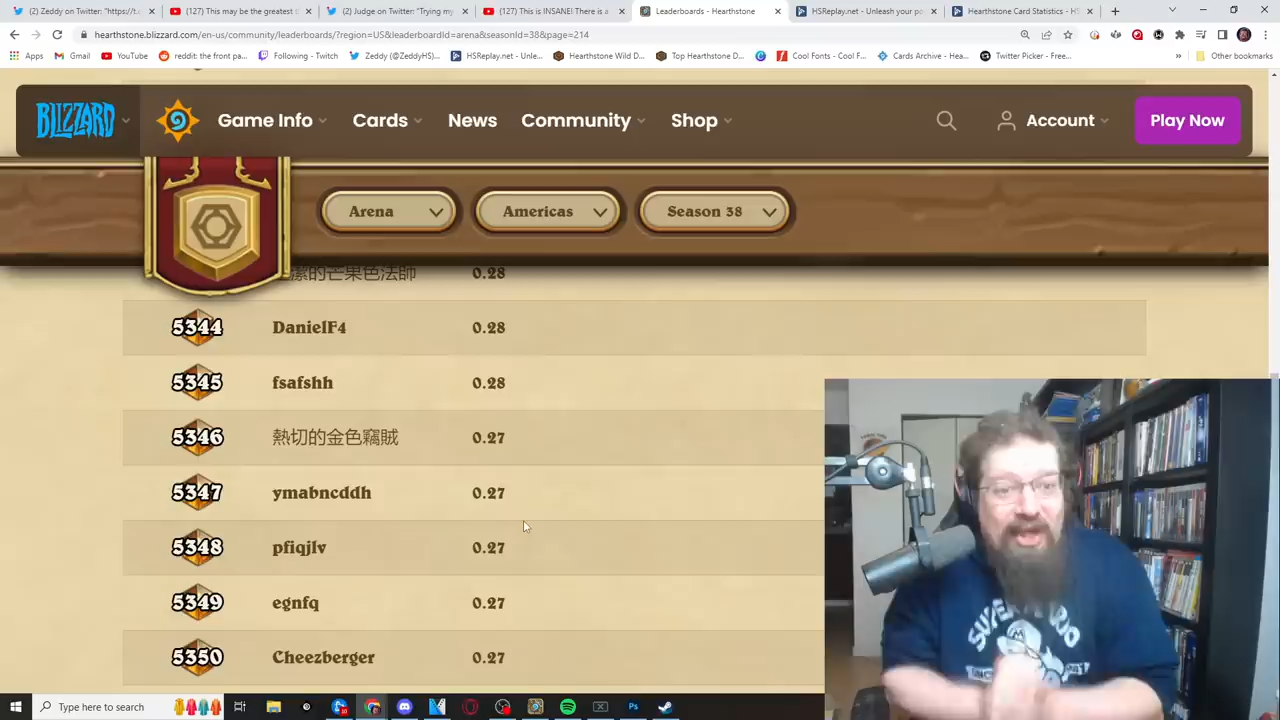 (127) This may be the greatest s
(2) Judge on Twitter: "Trying my
(127) This is INSANE! There is a
Leaderboards - Hearthstone
HSReplay.net - Unleash your po
Hearthstone Card Statistics - HS
(2) Zeddy on Twitter: "https://t.c
hearthstone.blizzard.com/en-us/community/leaderboards/?region=US&leaderboardId=arena&seasonId=38&page=214
Apps Gmail YouTube reddit: the front pa... Following - Twitch Zeddy (@ZeddyHS)... HSReplay.net - Unle... Hearthstone Wild D... Top Hearthstone D... Cool Fonts - Cool F... Cards Archive - Hea... Twitter Picker - Free... » Other bookmarks
BLIZZARD Game Info Cards News Community Shop Account Play Now
Arena Americas Season 38
潔的芒果色法師 0.28
5344 DanielF4 0.28
5345 fsafshh 0.28
5346 熱切的金色竊賊 0.27
5347 ymabncddh 0.27
5348 pfiqjlv 0.27
5349 egnfq 0.27
5350 Cheezberger 0.27
SUPER MARIO
Type here to search